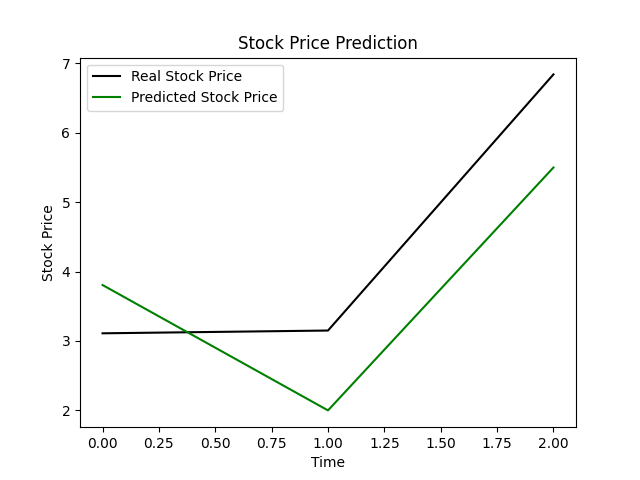 Stock Price Prediction
Real Stock Price
Predicted Stock Price
7
6
5
4
3
2
Stock Price
0.00 0.25 0.50 0.75 1.00 1.25 1.50 1.75 2.00
Time